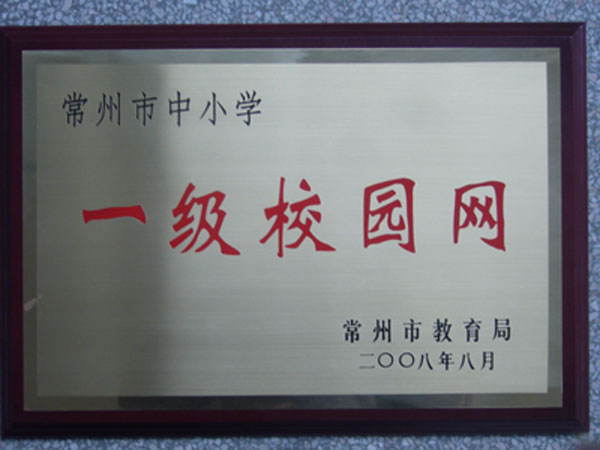 常州市中小学
一级校园网
常州市教育局
二〇〇八年八月